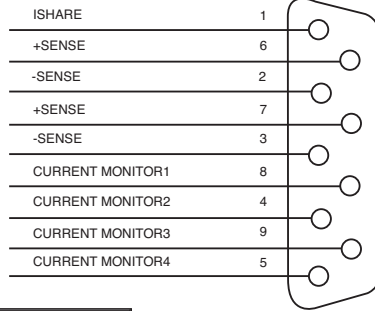 ISHARE 1
+SENSE 6
-SENSE 2
+SENSE 7
-SENSE 3
CURRENT MONITOR1 8
CURRENT MONITOR2 4
CURRENT MONITOR3 9
CURRENT MONITOR4 5